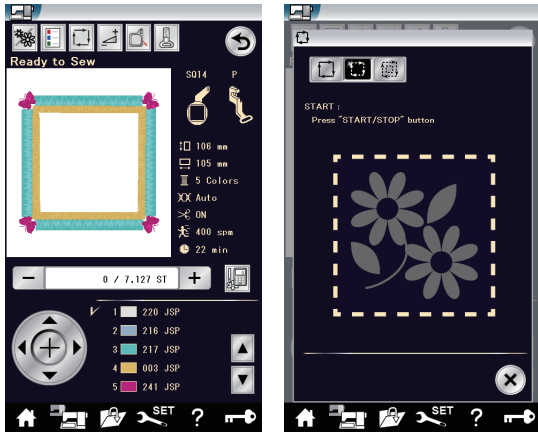 Ready to Sew
SQ14 P
106 mm
105 mm
5 Colors
Auto
ON
400 spm
22 min
0 / 7,127 ST
1 220 JSP
2 216 JSP
3 217 JSP
4 003 JSP
5 241 JSP
SET ?
START :
Press "START/STOP" button
SET ?